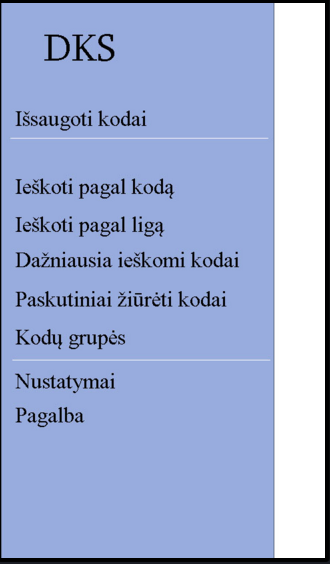 DKS
Išsaugoti kodai
Ieškoti pagal kodą
Ieškoti pagal ligą
Dažniausia ieškomi kodai
Paskutiniai žiūrėti kodai
Kodų grupės
Nustatymai
Pagalba